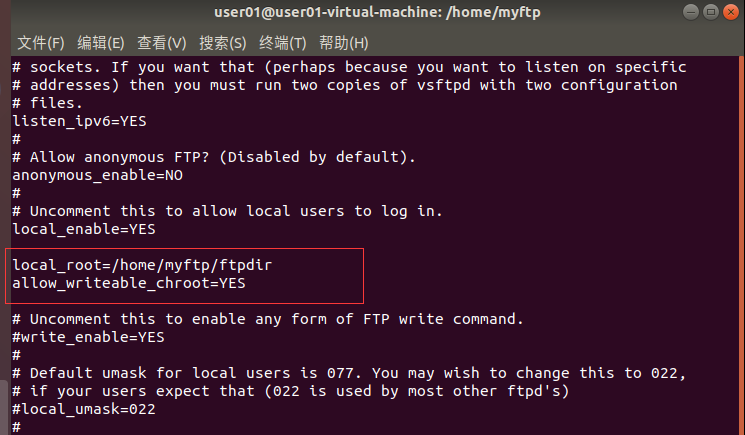 user01@user01-virtual-machine: /home/myftp
文件(F) 编辑(E) 查看(V) 搜索(S) 终端(T) 帮助(H)
# sockets. If you want that (perhaps because you want to listen on specific
# addresses) then you must run two copies of vsftpd with two configuration
# files.
listen_ipv6=YES
#
# Allow anonymous FTP? (Disabled by default).
anonymous_enable=NO
#
# Uncomment this to allow local users to log in.
local_enable=YES
local_root=/home/myftp/ftpdir
allow_writeable_chroot=YES
# Uncomment this to enable any form of FTP write command.
#write_enable=YES
#
# Default umask for local users is 077. You may wish to change this to 022,
# if your users expect that (022 is used by most other ftpd's)
#local_umask=022
#